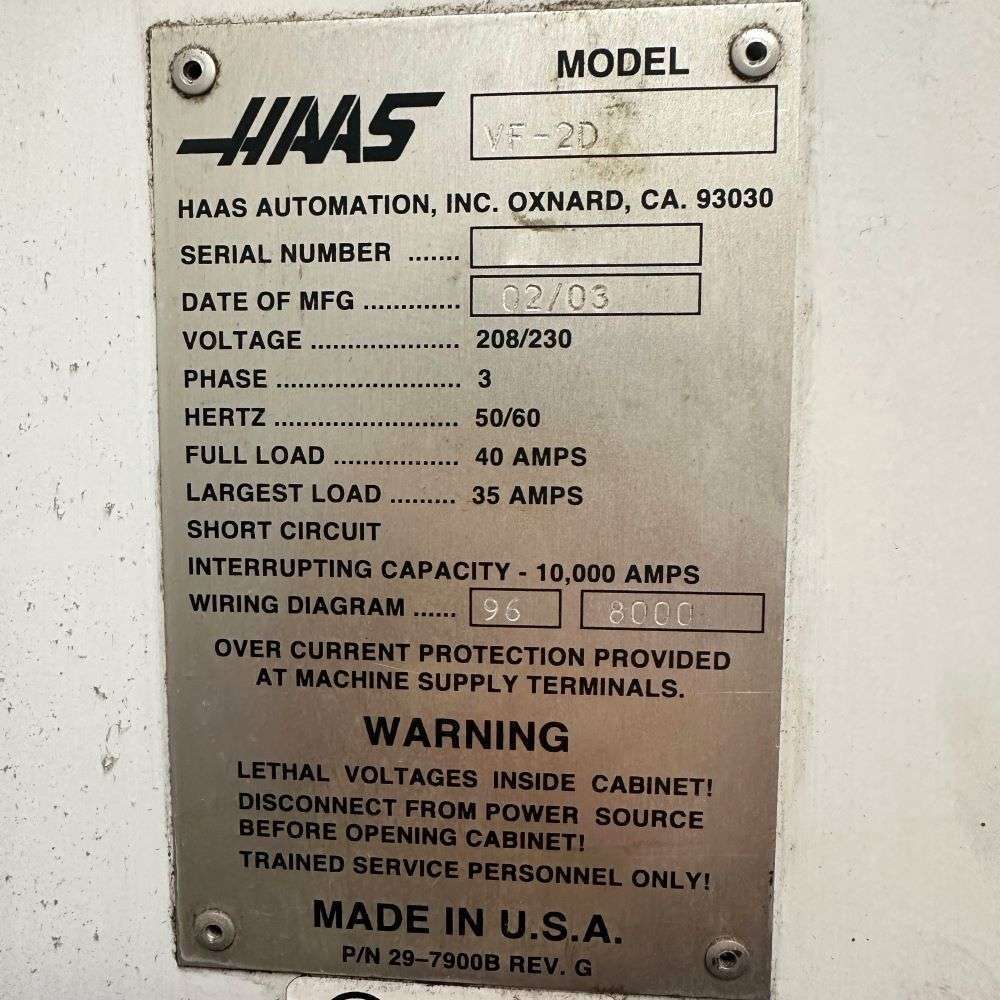 MODEL
HAAS VF-2D
HAAS AUTOMATION, INC. OXNARD, CA. 93030
SERIAL NUMBER .......
DATE OF MFG ............. 02/03
VOLTAGE .................... 208/230
PHASE ......................... 3
HERTZ ......................... 50/60
FULL LOAD ................. 40 AMPS
LARGEST LOAD ......... 35 AMPS
SHORT CIRCUIT
INTERRUPTING CAPACITY - 10,000 AMPS
WIRING DIAGRAM ...... 96 8000
OVER CURRENT PROTECTION PROVIDED
AT MACHINE SUPPLY TERMINALS.
WARNING
LETHAL VOLTAGES INSIDE CABINET!
DISCONNECT FROM POWER SOURCE
BEFORE OPENING CABINET!
TRAINED SERVICE PERSONNEL ONLY!
MADE IN U.S.A.
P/N 29-7900B REV. G